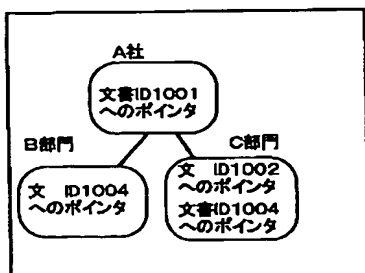 A社
文書ID1001
へのポインタ
B部門
C部門
文 ID1004
へのポインタ
文 ID1002
へのポインタ
文書ID1004
へのポインタ